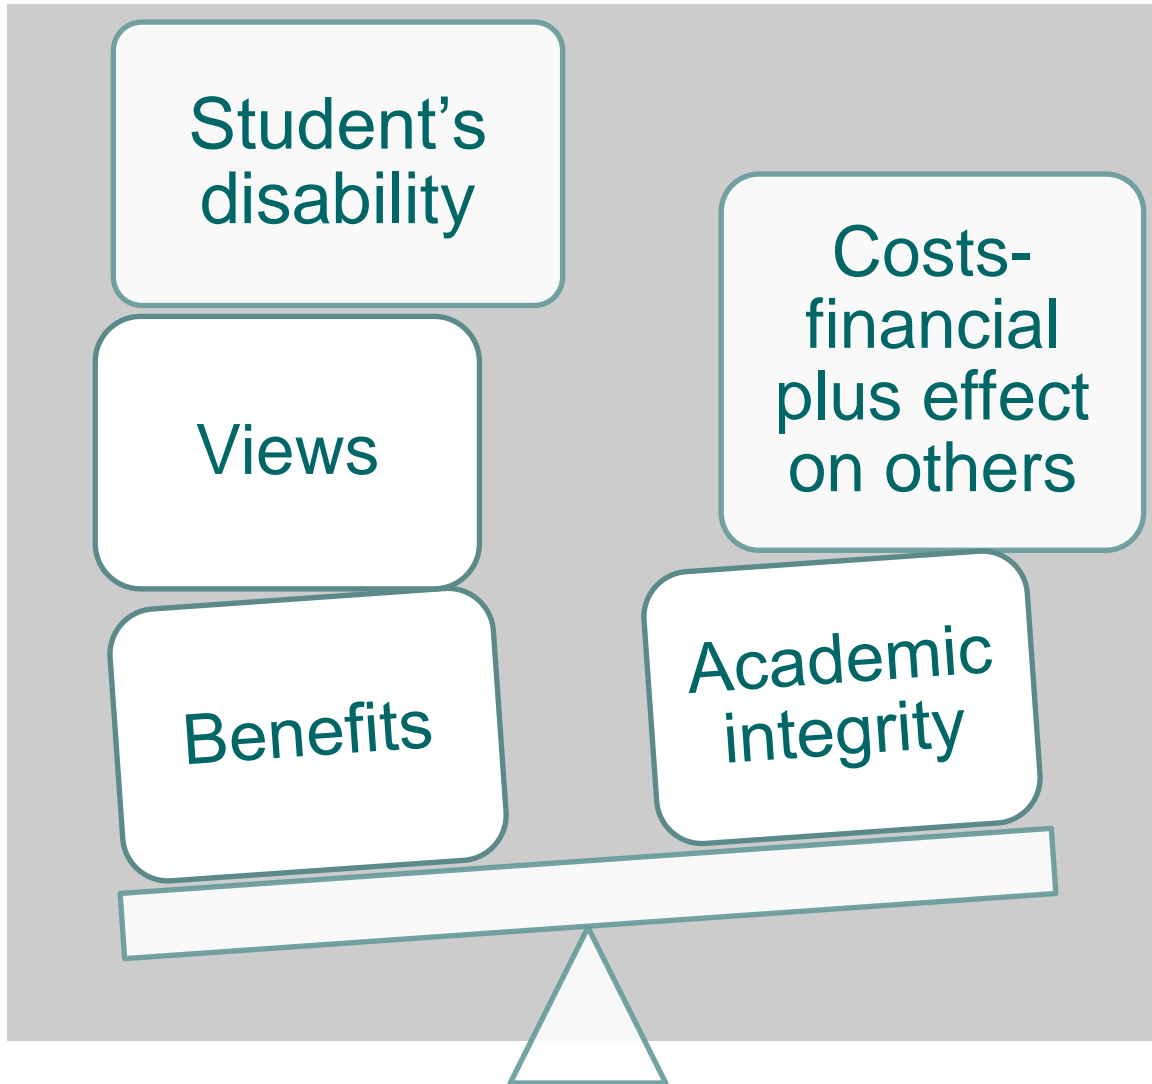 Student’s
disability
Views
Benefits
Costs-
financial
plus effect
on others
Academic
integrity